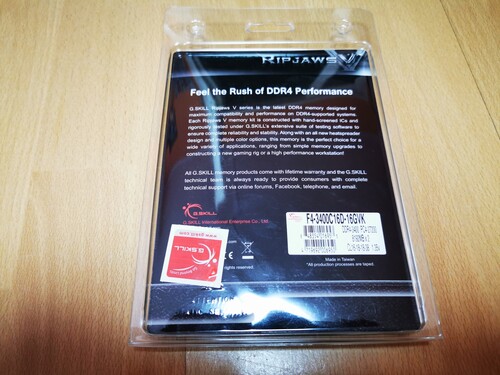 RIPJAWS V
Feel the Rush of DDR4 Performance
G.SKILL Ripjaws V series is the latest DDR4 memory designed for
maximum compatibility and performance on DDR4-supported systems.
Each Ripjaws V memory kit is constructed with hand-screened ICs and
rigorously tested under G.SKILL's extensive suite of testing software to
ensure complete reliability and stability. Along with an all new heatspreader
design and multiple color options, this memory is the perfect choice for a
wide variety of applications, ranging from simple memory upgrades to
constructing a new gaming rig or a high performance workstation!
All G.SKILL memory products come with lifetime warranty and the G.SKILL
technical team is always ready to provide consumers with complete
technical support via online forums, Facebook, telephone, and email.
G.SKILL
G.SKILL International Enterprise Co., Ltd.
F4-3400C16D-16GVK
DDR4-3400
Made in Taiwan
*All production processes are taped.
G.SKILL